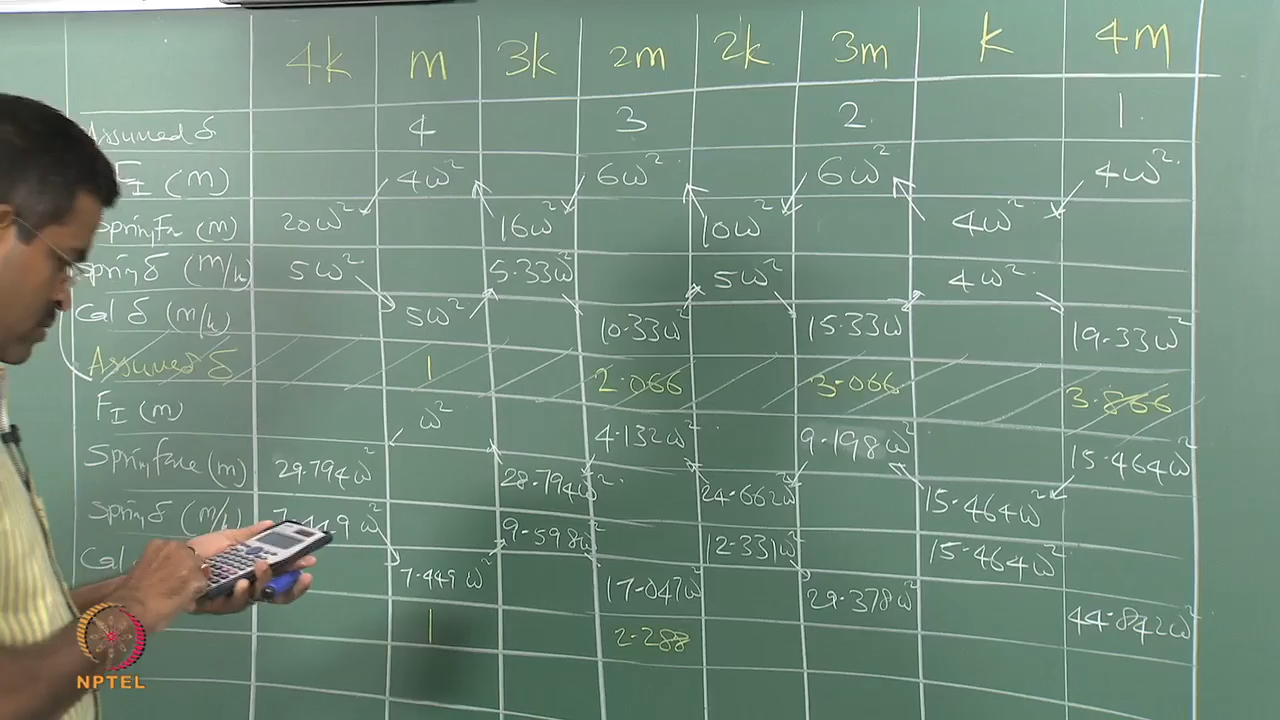 4k m 3k 2m 2k 3m k 4m
Assumed δ 4 3 2 1
F_I (m) 4ω² 6ω² 6ω² 4ω²
(m) 20ω² 16ω² 10ω² 4ω²
Spring δ (m/k) 5ω² 5.33ω² 5ω² 4ω²
Cal δ (m/k) 5ω² 10.33ω² 15.33ω² 19.33ω²
Assumed δ 1 2.066 3.066 3.866
F_I (m) ω² 4.132ω² 9.198ω² 15.464ω²
Spring force (m) 29.794ω² 28.794ω² 24.662ω² 15.464ω²
Spring δ (m/k) 9.598ω² 12.331ω² 15.464ω²
Cal 7.449ω² 17.047ω² 29.378ω² 44.842ω²
1 2.288
NPTEL